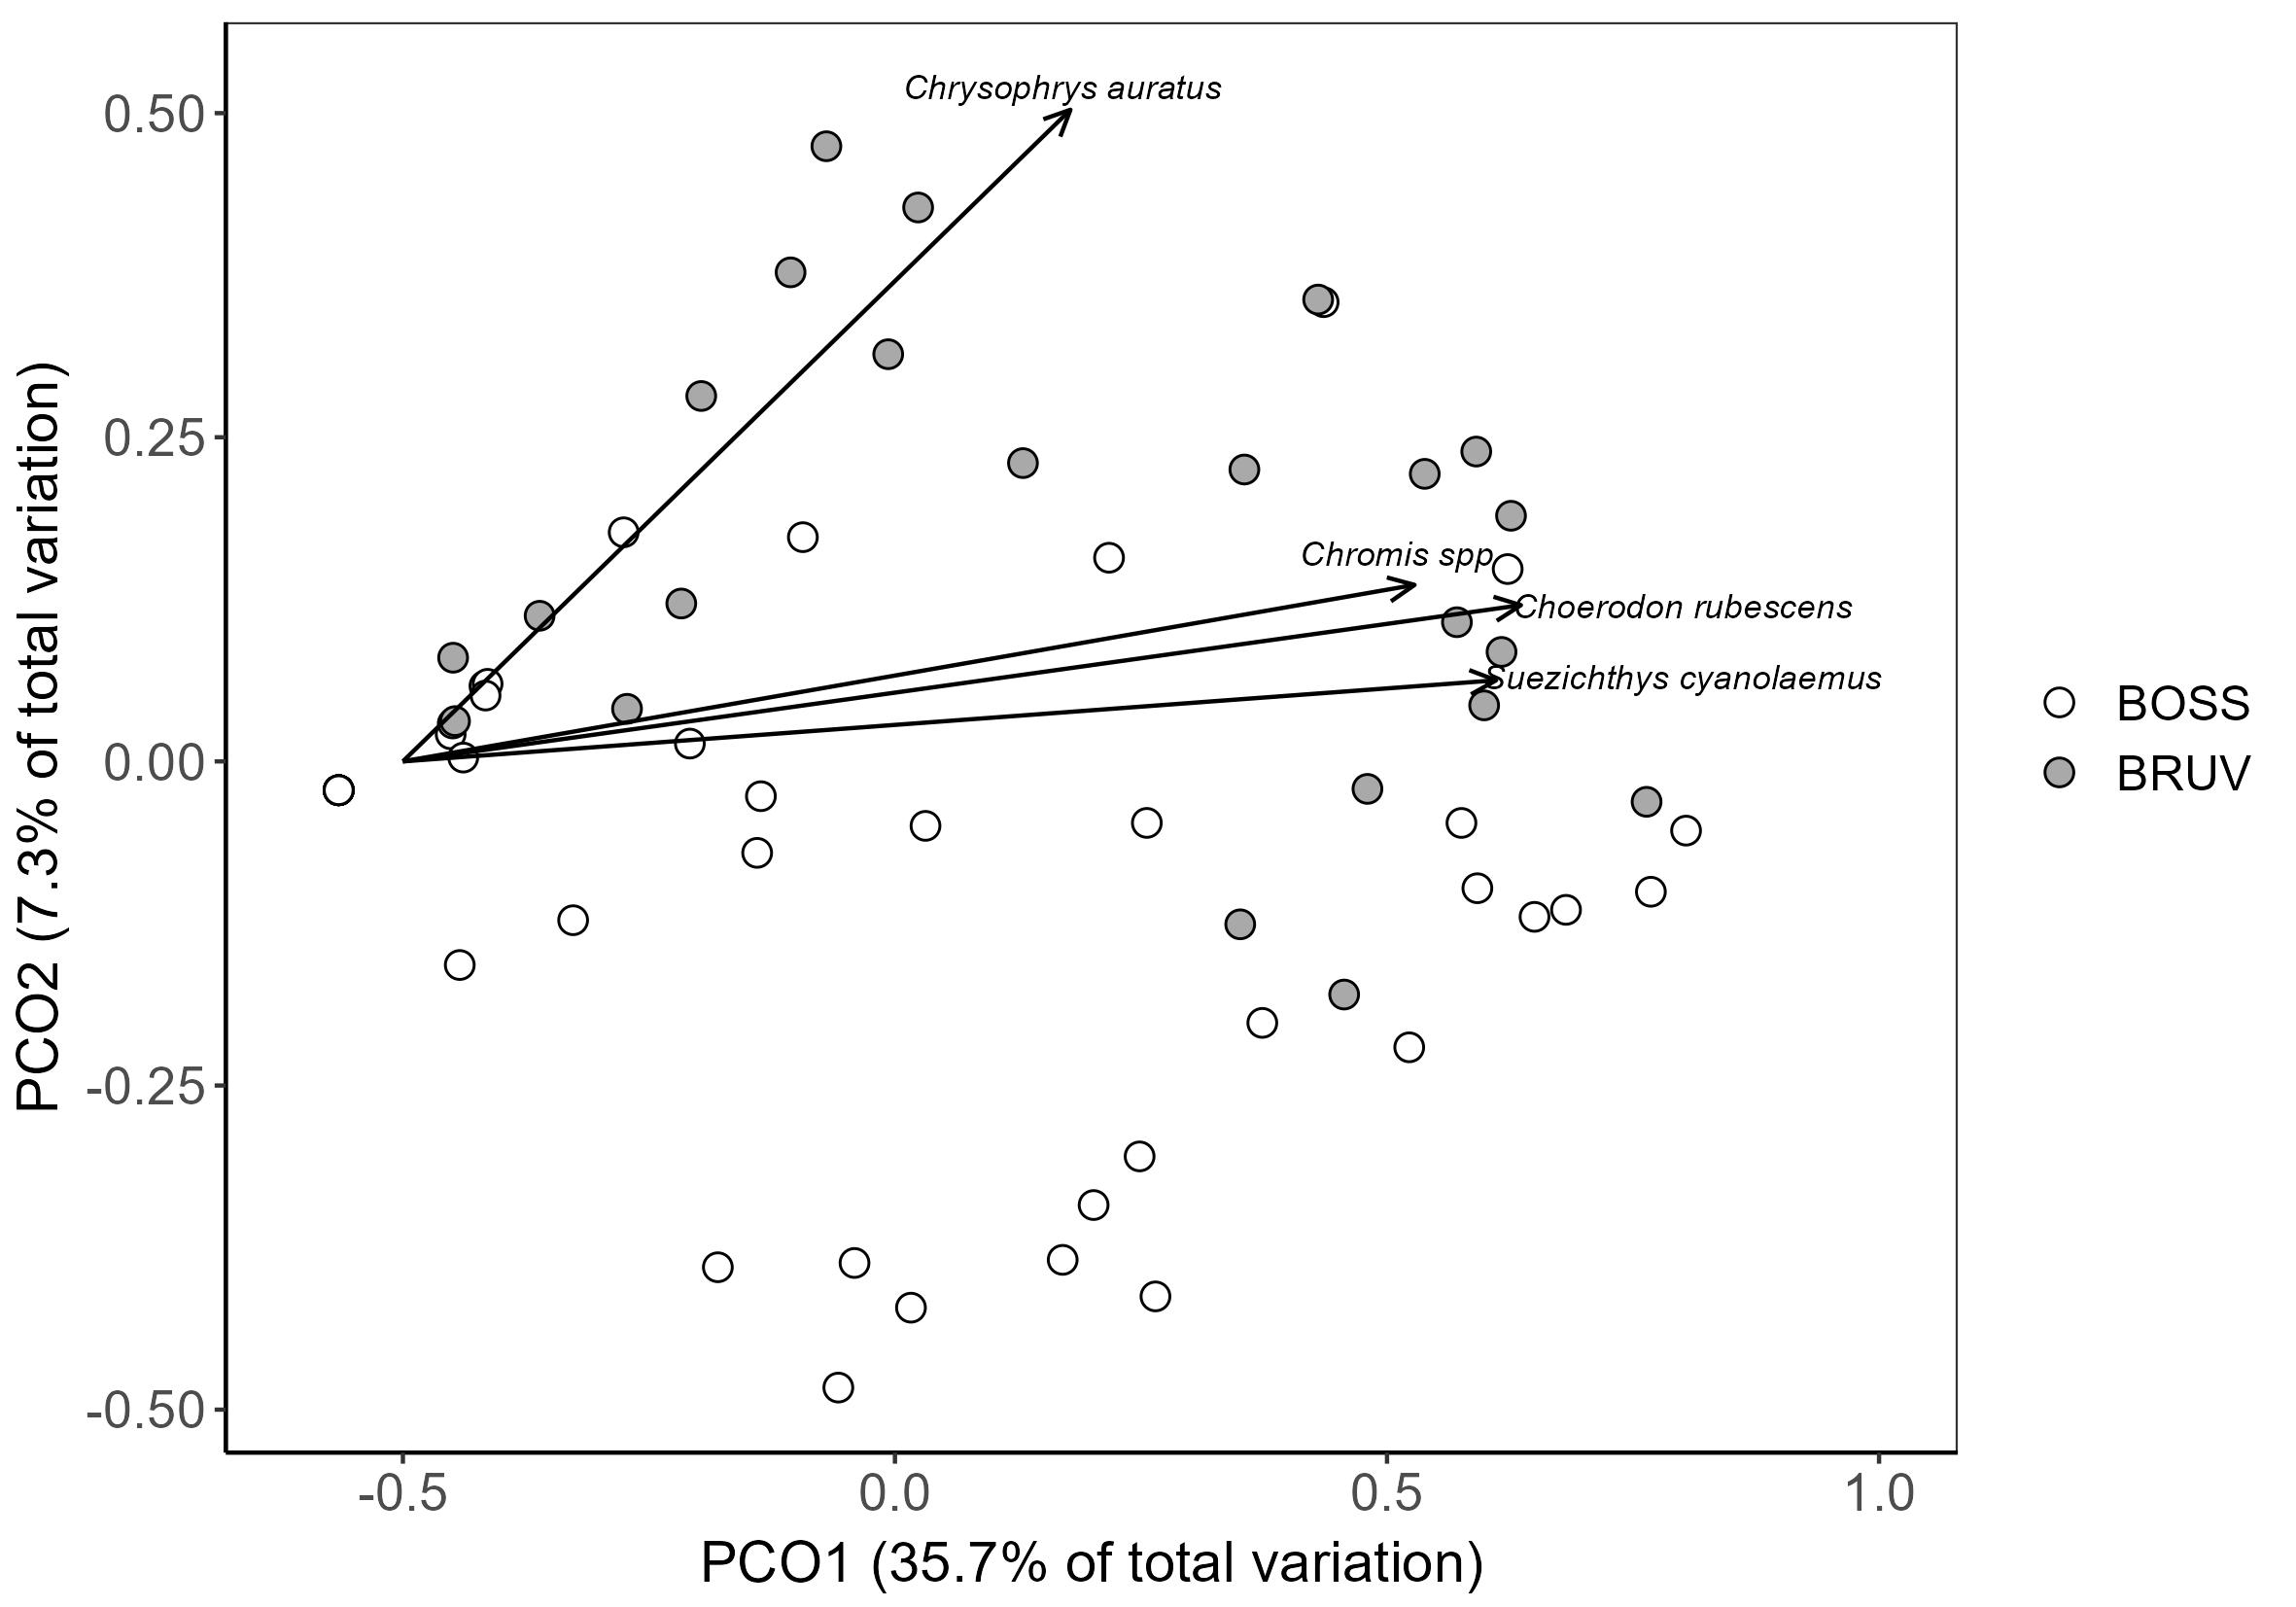 Chrysophrys auratus
0.50
0.25
Chromis spp
Choerodon rubescens
Suezichthys cyanolaemus
BOSS
BRUV
0.00
-0.25
-0.50
PCO2 (7.3% of total variation)
-0.5 0.0 0.5 1.0
PCO1 (35.7% of total variation)